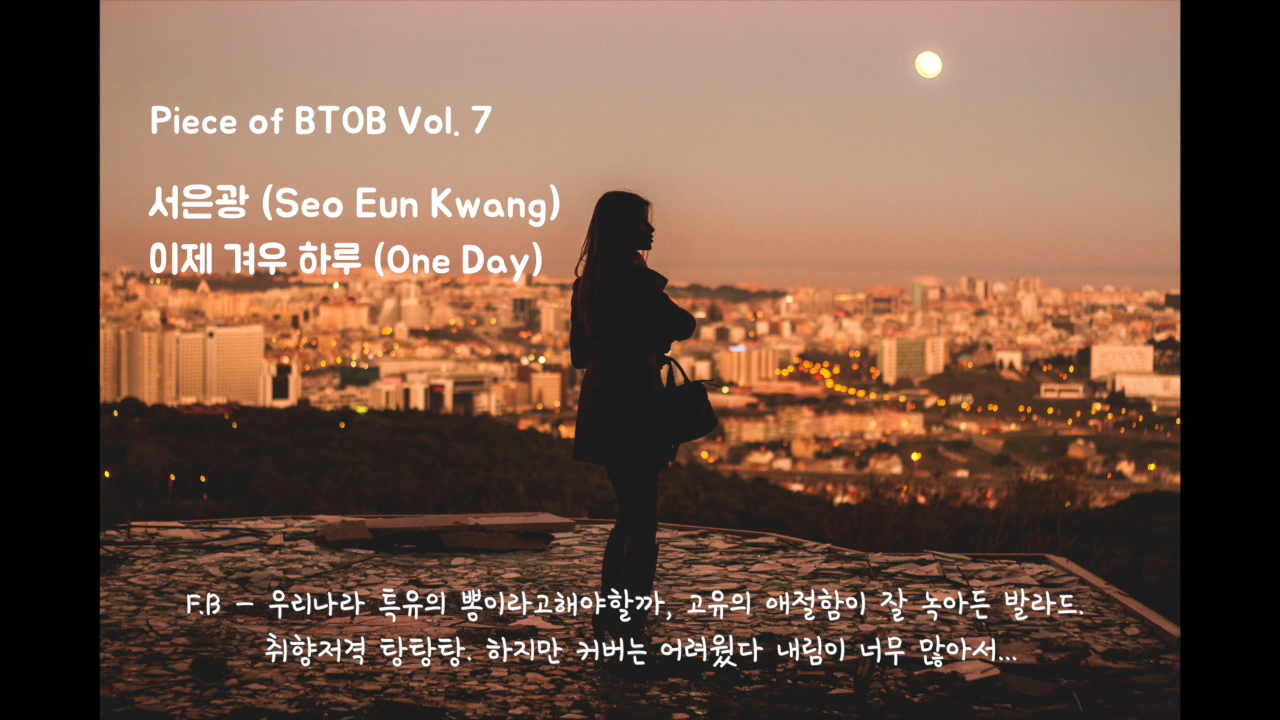 Piece of BTOB Vol. 7
서은광 (Seo Eun Kwang)
이제 겨우 하루 (One Day)
F.B - 우리나라 특유의 뽕이라고해야할까, 고유의 애절함이 잘 녹아든 발라드.
취향저격 탕탕탕. 하지만 커버는 어려웠다 내림이 너무 많아서...